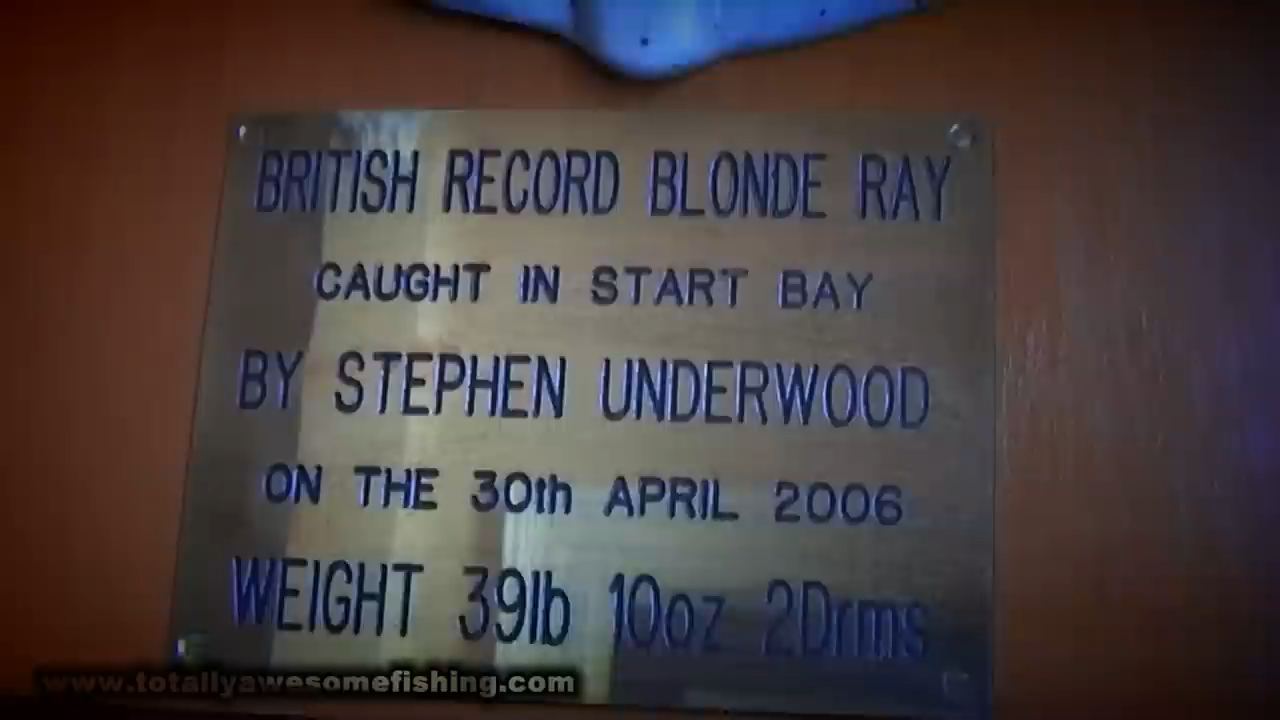 BRITISH RECORD BLONDE RAY
CAUGHT IN START BAY
BY STEPHEN UNDERWOOD
ON THE 30th APRIL 2006
WEIGHT 39lb 10oz 2Drms
www.totallyawesomefishing.com